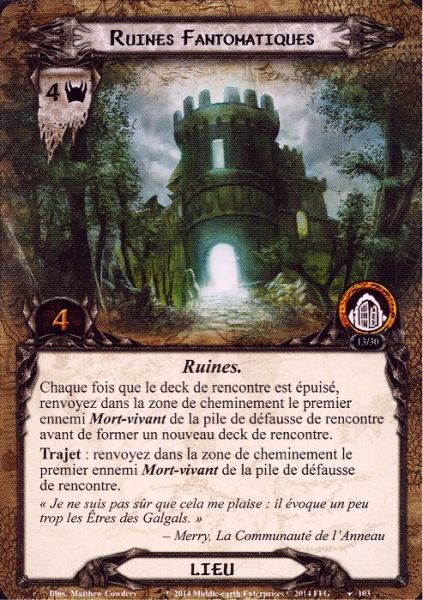 Ruines Fantomatiques
4
4
13/30
Ruines.
Chaque fois que le deck de rencontre est épuisé,
renvoyez dans la zone de cheminement le premier
ennemi Mort-vivant de la pile de défausse de rencontre
avant de former un nouveau deck de rencontre.
Trajet : renvoyez dans la zone de cheminement le
premier ennemi Mort-vivant de la pile de défausse
de rencontre.
« Je ne suis pas sûr que cela me plaise : il évoque un peu
trop les Êtres des Galgals. »
– Merry, La Communauté de l'Anneau
LIEU
Illus. Matthew Cowdery © 2014 Middle-earth Enterprises © 2014 FFG 103